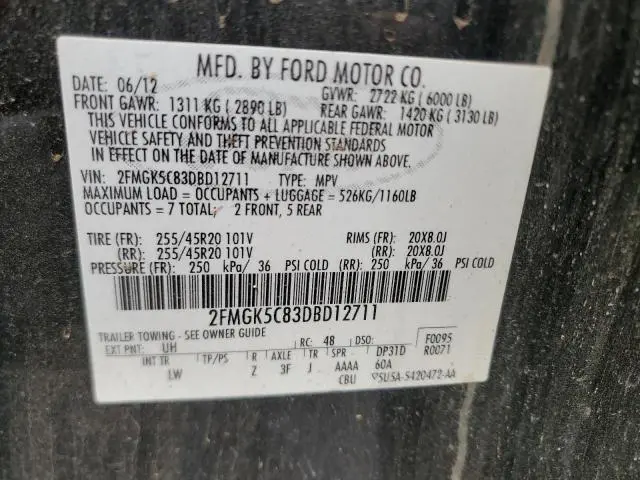 MFD. BY FORD MOTOR CO.
DATE: 06/12 GVWR: 2722 KG ( 6000 LB)
FRONT GAWR: 1311 KG ( 2890 LB) REAR GAWR: 1420 KG ( 3130 LB)
THIS VEHICLE CONFORMS TO ALL APPLICABLE FEDERAL MOTOR
VEHICLE SAFETY AND THEFT PREVENTION STANDARDS
IN EFFECT ON THE DATE OF MANUFACTURE SHOWN ABOVE.
VIN: 2FMGK5C83DBD12711 TYPE: MPV
MAXIMUM LOAD = OCCUPANTS + LUGGAGE = 526KG/1160LB
OCCUPANTS = 7 TOTAL; 2 FRONT, 5 REAR
TIRE (FR): 255/45R20 101V RIMS (FR): 20X8.0J
(RR): 255/45R20 101V (RR): 20X8.0J
PRESSURE (FR): 250 kPa/ 36 PSI COLD (RR): 250 kPa/ 36 PSI COLD
2FMGK5C83DBD12711
TRAILER TOWING - SEE OWNER GUIDE
EXT PNT: UH RC: 48 DSO: F0095
INT TR TP/PS R AXLE TR SPR DP31D R0071
LW Z 3F J AAAA 60A
CBU 5USA-5420472-AA